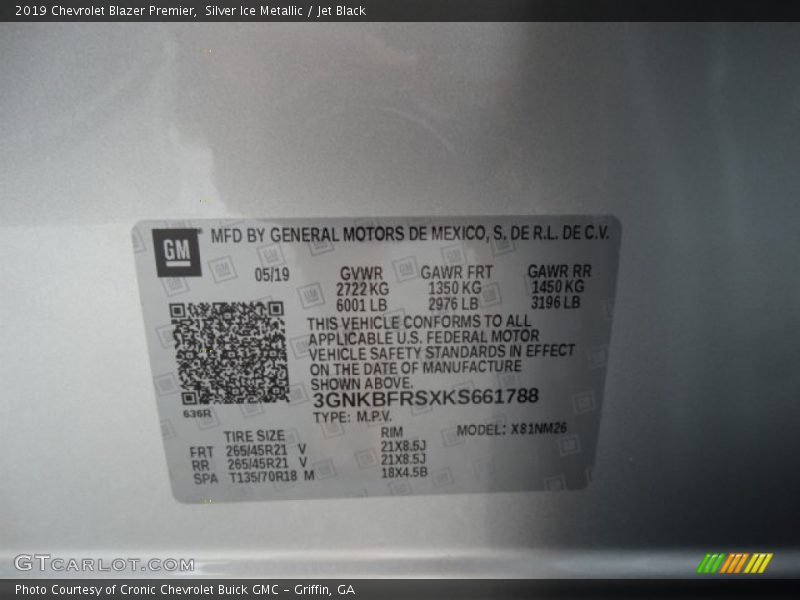 2019 Chevrolet Blazer Premier,  Silver Ice Metallic / Jet Black
GM
MFD BY GENERAL MOTORS DE MEXICO, S. DE R.L. DE C.V.
05/19 GVWR GAWR FRT GAWR RR
2722 KG 1350 KG 1450 KG
6001 LB 2976 LB 3196 LB
THIS VEHICLE CONFORMS TO ALL
APPLICABLE U.S. FEDERAL MOTOR
VEHICLE SAFETY STANDARDS IN EFFECT
ON THE DATE OF MANUFACTURE
SHOWN ABOVE.
3GNKBFRSXKS661788
636R
TYPE: M.P.V.
TIRE SIZE RIM MODEL: X81NM26
FRT 265/45R21 V 21X8.5J
RR 265/45R21 V 21X8.5J
SPA T135/70R18 M 18X4.5B
GTCARLOT.COM
Photo Courtesy of Cronic Chevrolet Buick GMC – Griffin, GA